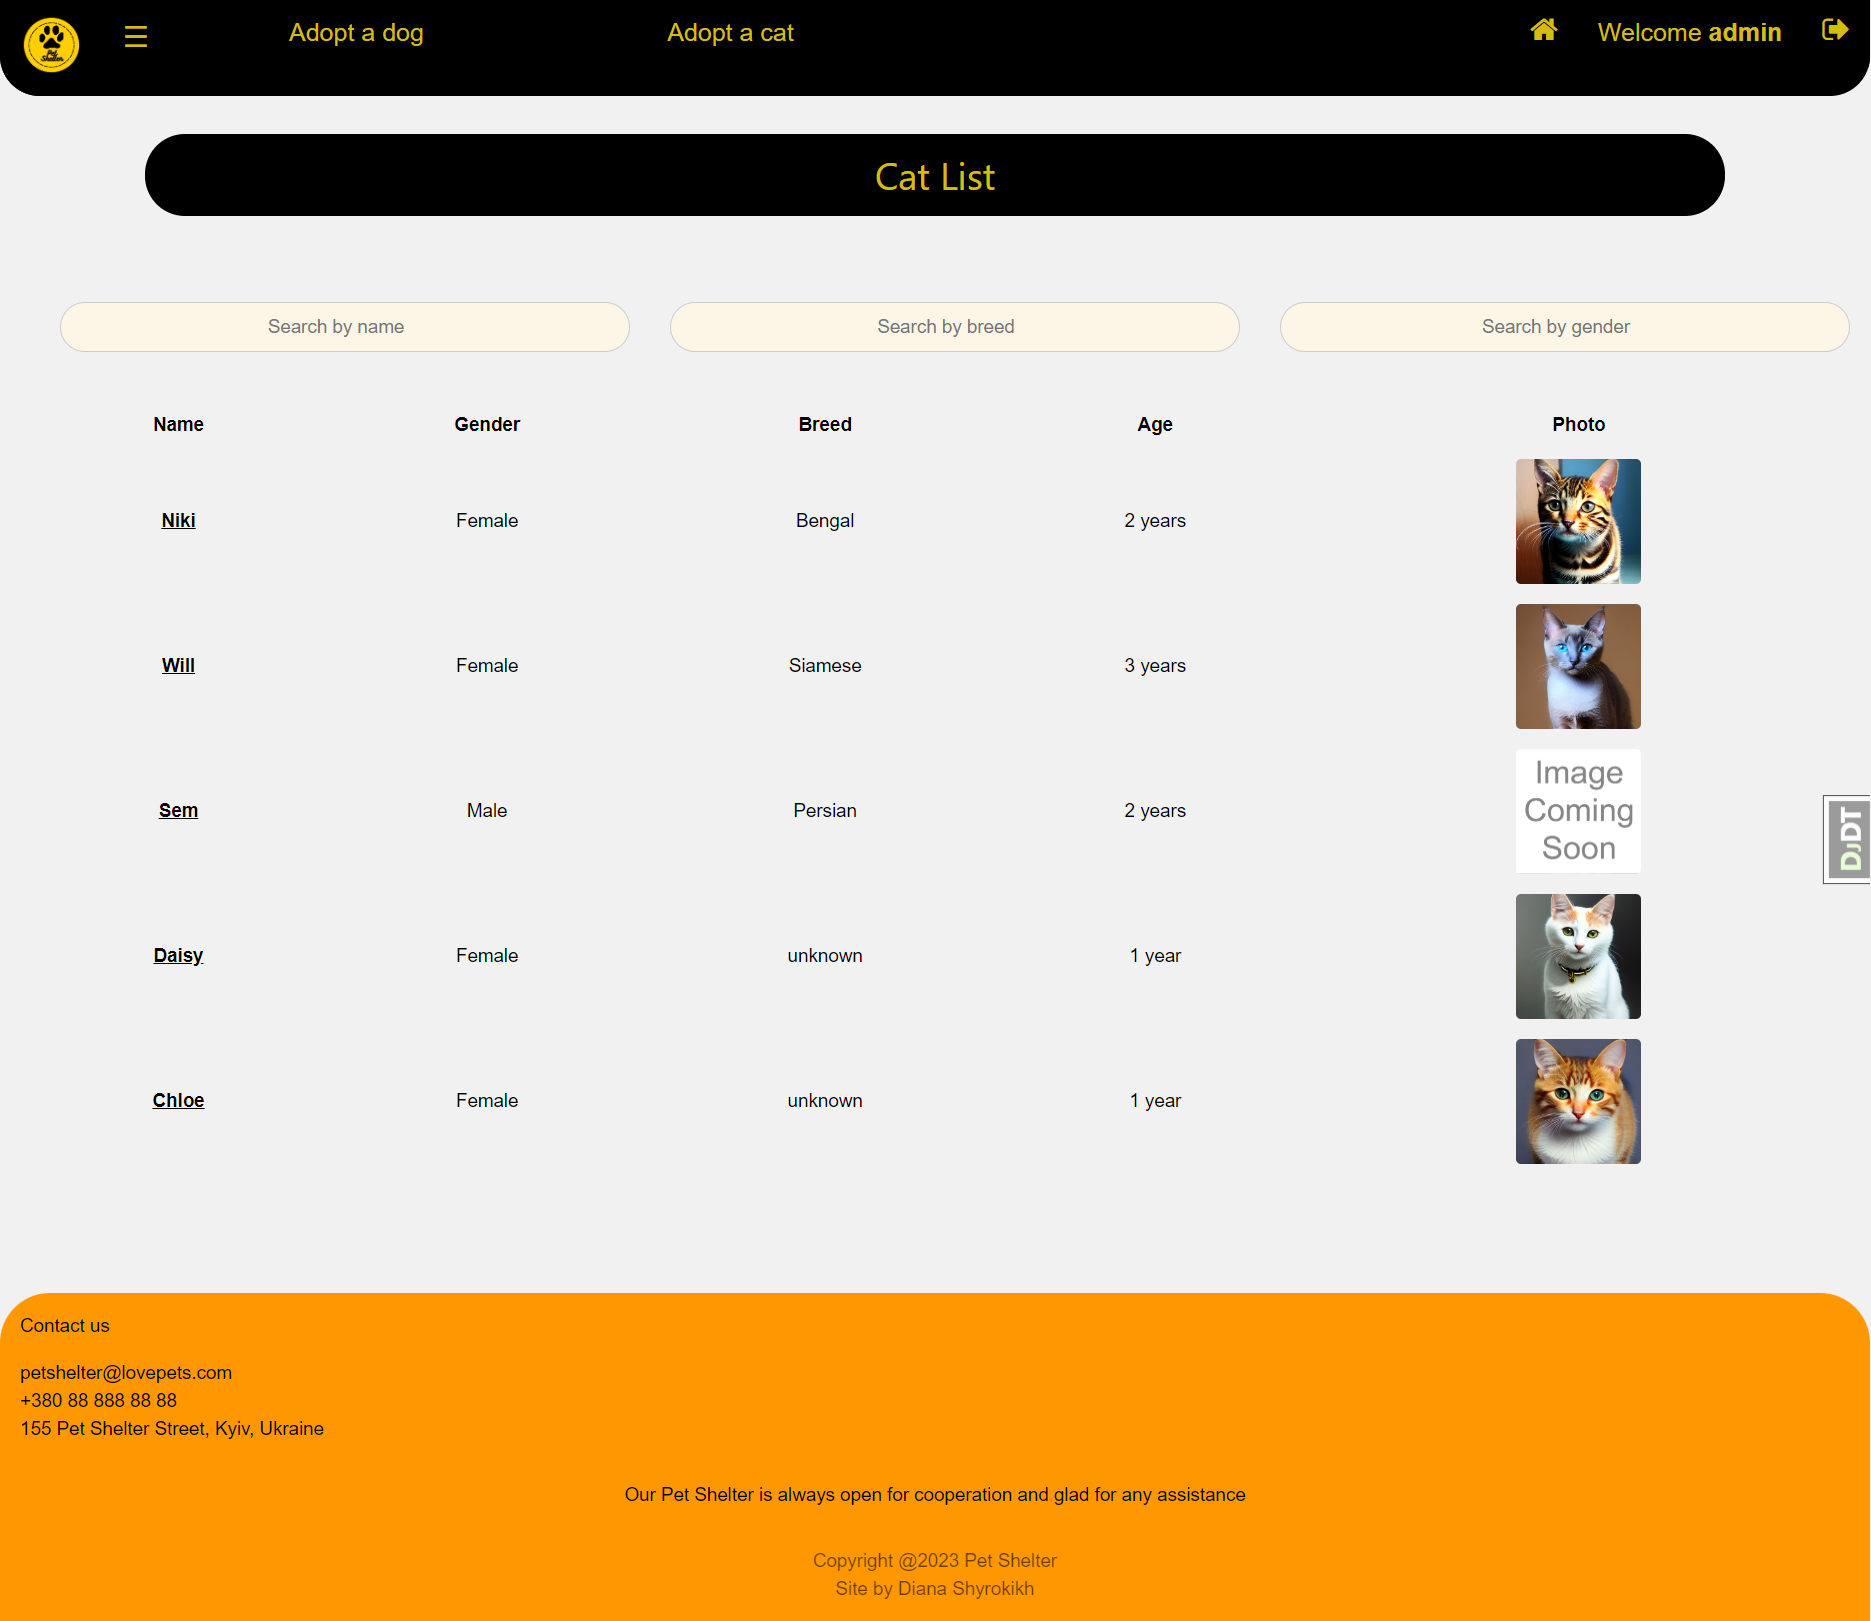 Pet
Shelter
☰
Adopt a dog
Adopt a cat
Welcome admin
Cat List
Search by name
Search by breed
Search by gender
Name Gender Breed Age Photo
Niki Female Bengal 2 years
Will Female Siamese 3 years
Sem Male Persian 2 years
Image
Coming
Soon
DjDT
Daisy Female unknown 1 year
Chloe Female unknown 1 year
Contact us
petshelter@lovepets.com
+380 88 888 88 88
155 Pet Shelter Street, Kyiv, Ukraine
Our Pet Shelter is always open for cooperation and glad for any assistance
Copyright @2023 Pet Shelter
Site by Diana Shyrokikh